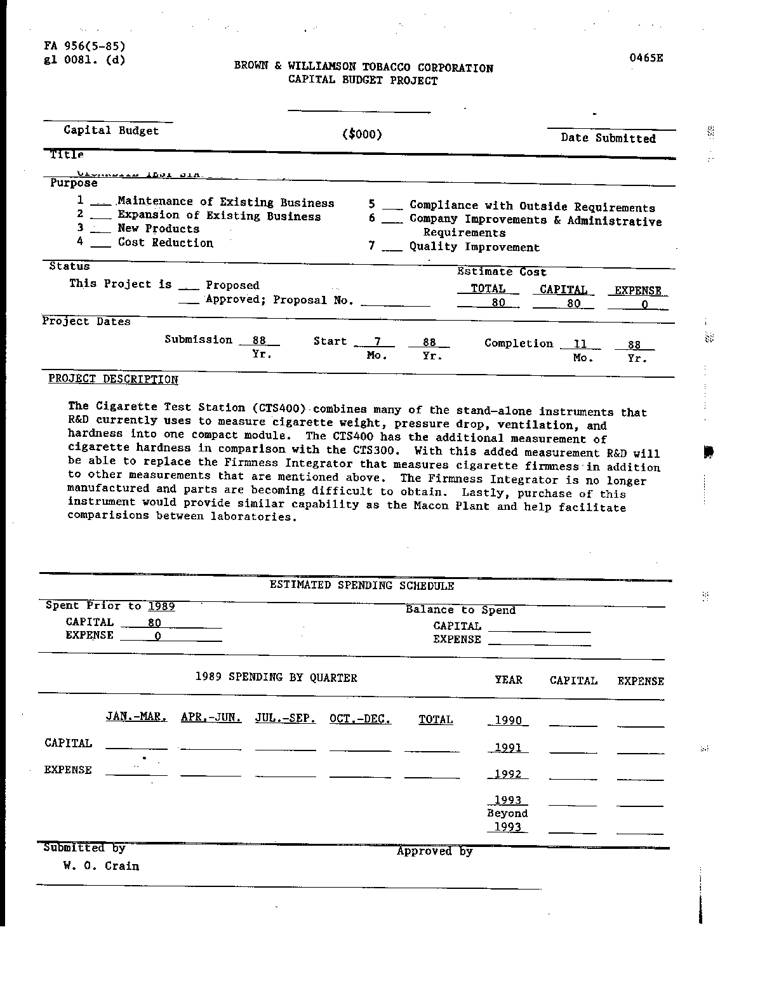 FA 956(5-85)
gl 0081. (d)
0465E
BROWN & WILLIAMSON TOBACCO CORPORATION
CAPITAL BUDGET PROJECT
Capital Budget ($000) Date Submitted
Title
Purpose
1 ___ Maintenance of Existing Business
2 ___ Expansion of Existing Business
3 ___ New Products
4 ___ Cost Reduction
5 ___ Compliance with Outside Requirements
6 ___ Company Improvements & Administrative
Requirements
7 ___ Quality Improvement
Status
This Project is ___ Proposed
___ Approved; Proposal No. __________
Estimate Cost
TOTAL CAPITAL EXPENSE
80 80 0
Project Dates
Submission 88 Start 7 88 Completion 11 88
Yr. Mo. Yr. Mo. Yr.
PROJECT DESCRIPTION
The Cigarette Test Station (CTS400) combines many of the stand-alone instruments that
R&D currently uses to measure cigarette weight, pressure drop, ventilation, and
hardness into one compact module. The CTS400 has the additional measurement of
cigarette hardness in comparison with the CTS300. With this added measurement R&D will
be able to replace the Firmness Integrator that measures cigarette firmness in addition
to other measurements that are mentioned above. The Firmness Integrator is no longer
manufactured and parts are becoming difficult to obtain. Lastly, purchase of this
instrument would provide similar capability as the Macon Plant and help facilitate
comparisions between laboratories.
ESTIMATED SPENDING SCHEDULE
Spent Prior to 1989
CAPITAL 80
EXPENSE 0
Balance to Spend
CAPITAL
EXPENSE
1989 SPENDING BY QUARTER YEAR CAPITAL EXPENSE
JAN.-MAR. APR.-JUN. JUL.-SEP. OCT.-DEC. TOTAL 1990
CAPITAL 1991
EXPENSE 1992
1993
Beyond
1993
Submitted by Approved by
W. O. Crain